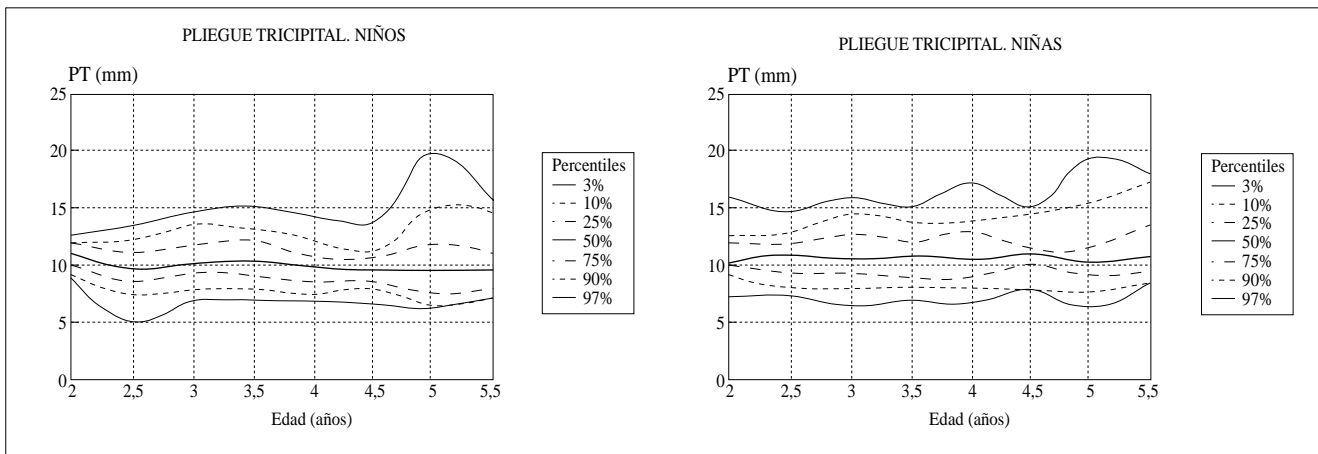 PLIEGUE TRICIPITAL. NIÑOS
PT (mm)
25
20
15
10
5
0
2 2,5 3 3,5 4 4,5 5 5,5
Edad (años)
Percentiles
3%
10%
25%
50%
75%
90%
97%
PLIEGUE TRICIPITAL. NIÑAS
PT (mm)
25
20
15
10
5
0
2 2,5 3 3,5 4 4,5 5 5,5
Edad (años)
Percentiles
3%
10%
25%
50%
75%
90%
97%